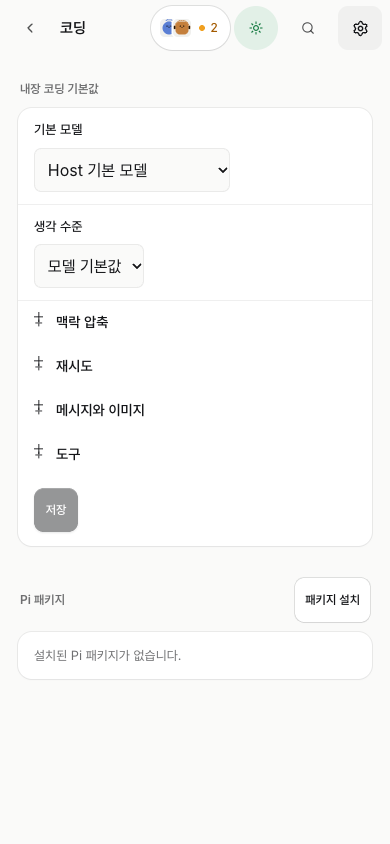 코딩
2
내장 코딩 기본값
기본 모델
Host 기본 모델
생각 수준
모델 기본값
맥락 압축
재시도
메시지와 이미지
도구
저장
Pi 패키지
패키지 설치
설치된 Pi 패키지가 없습니다.